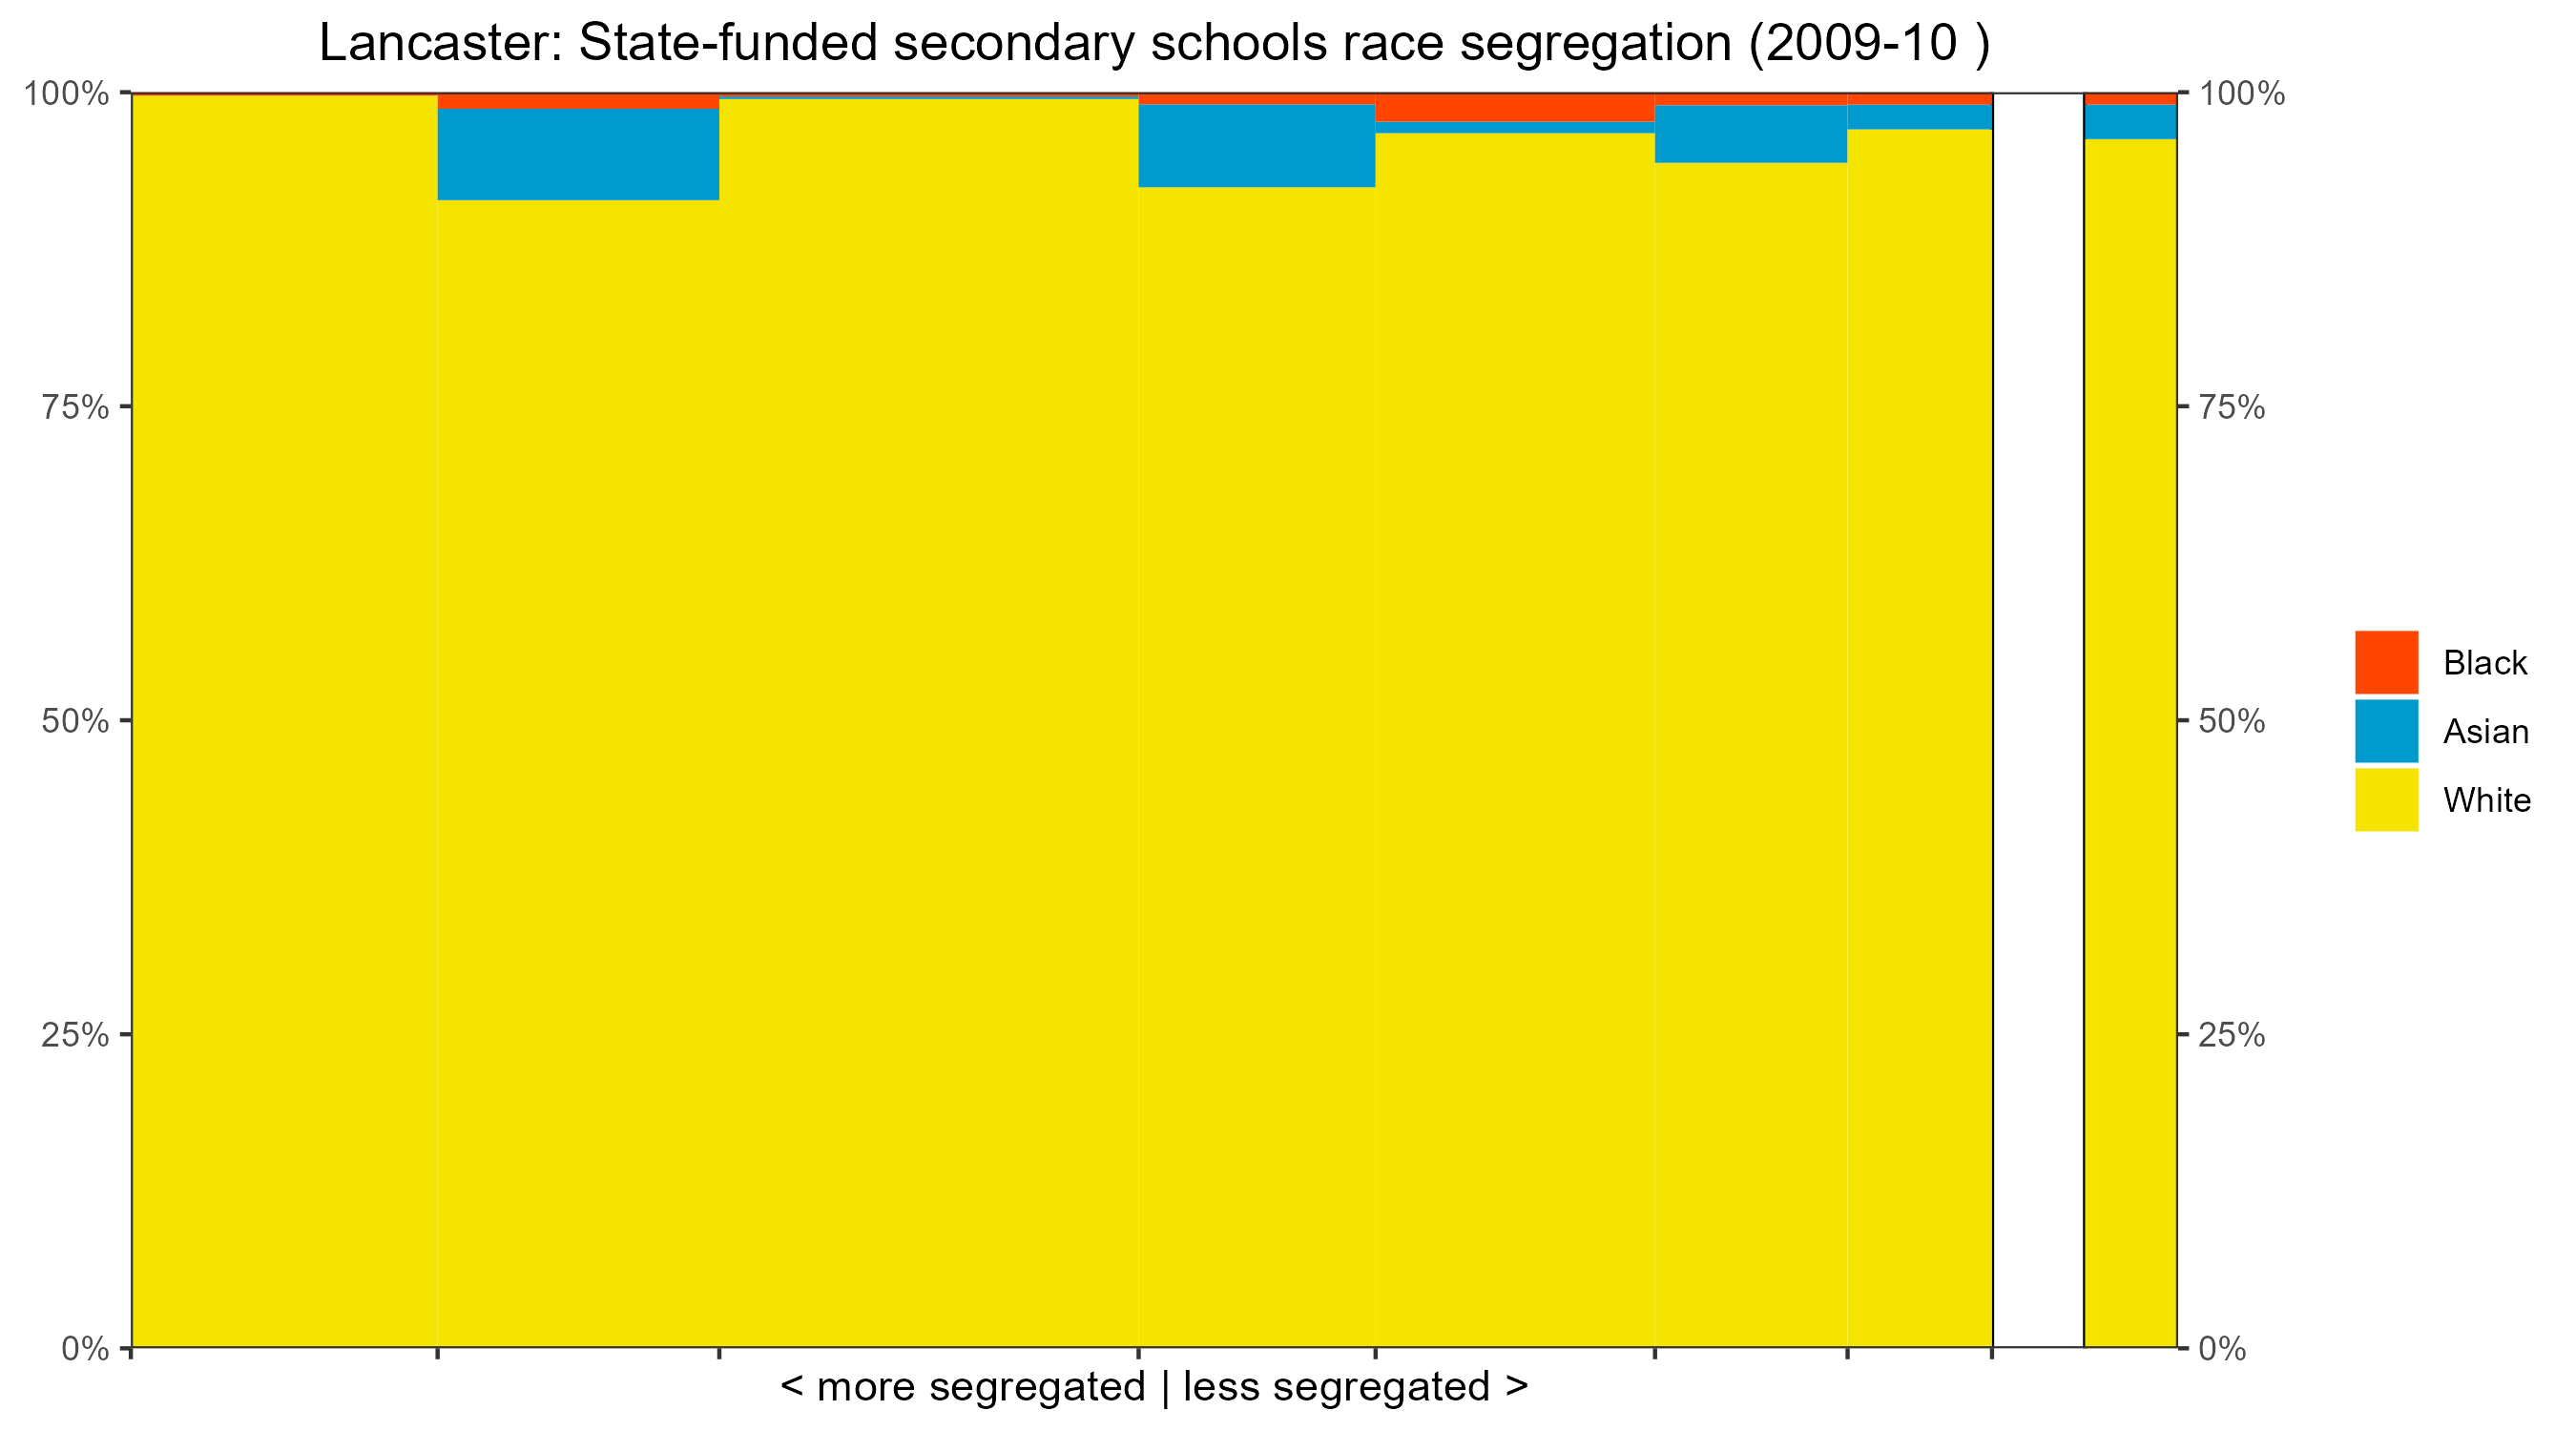 Lancaster: State-funded secondary schools race segregation (2009-10 )
100%
75%
50%
25%
0%
100%
75%
50%
25%
0%
Black
Asian
White
< more segregated | less segregated >